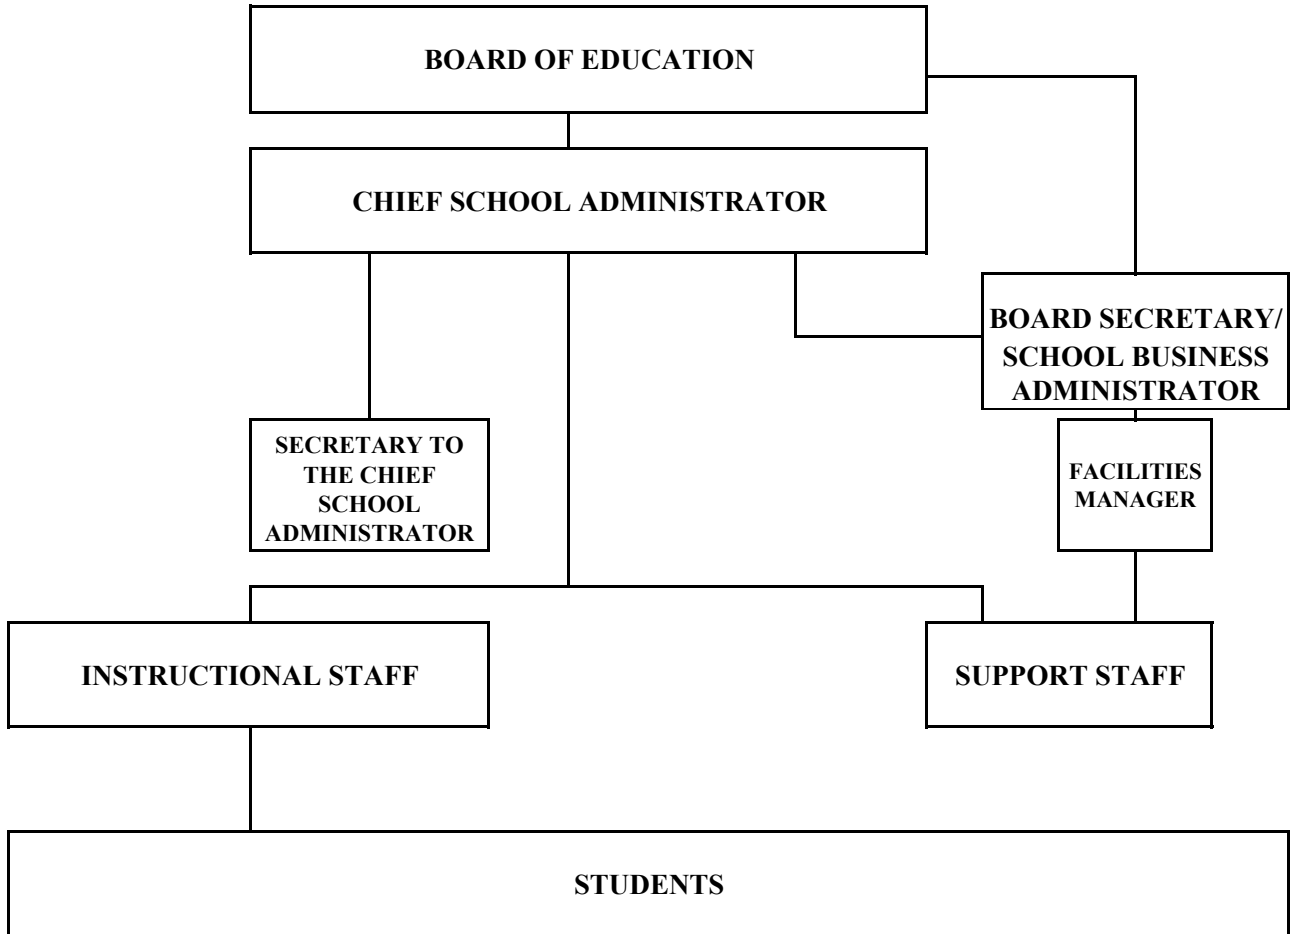 BOARD OF EDUCATION
CHIEF SCHOOL ADMINISTRATOR
BOARD SECRETARY/
SCHOOL BUSINESS
ADMINISTRATOR
SECRETARY TO
THE CHIEF
SCHOOL
ADMINISTRATOR
FACILITIES
MANAGER
INSTRUCTIONAL STAFF
SUPPORT STAFF
STUDENTS